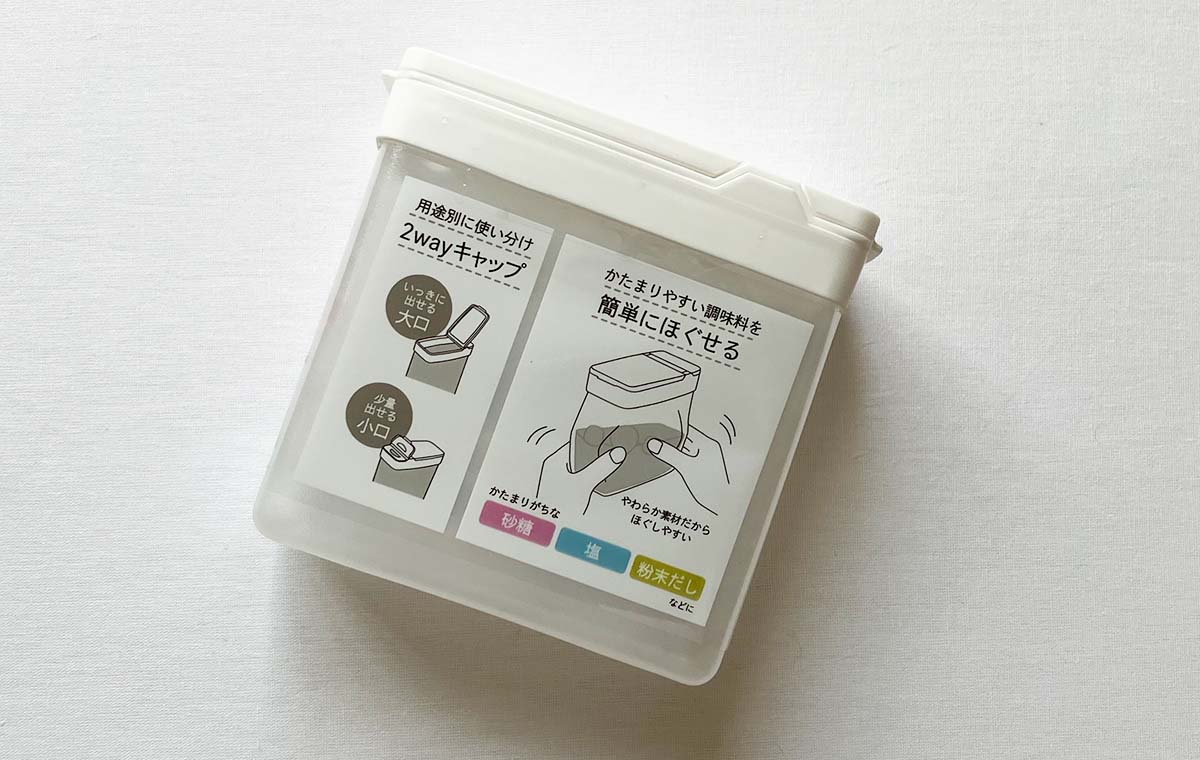 用途別に使い分け
2wayキャップ
いっきに
出せる
大口
少量
出せる
小口
かたまりやすい調味料を
簡単にほぐせる
かたまりがちな
砂糖
塩
粉末だし
などに
やわらか素材だから
ほぐしやすい